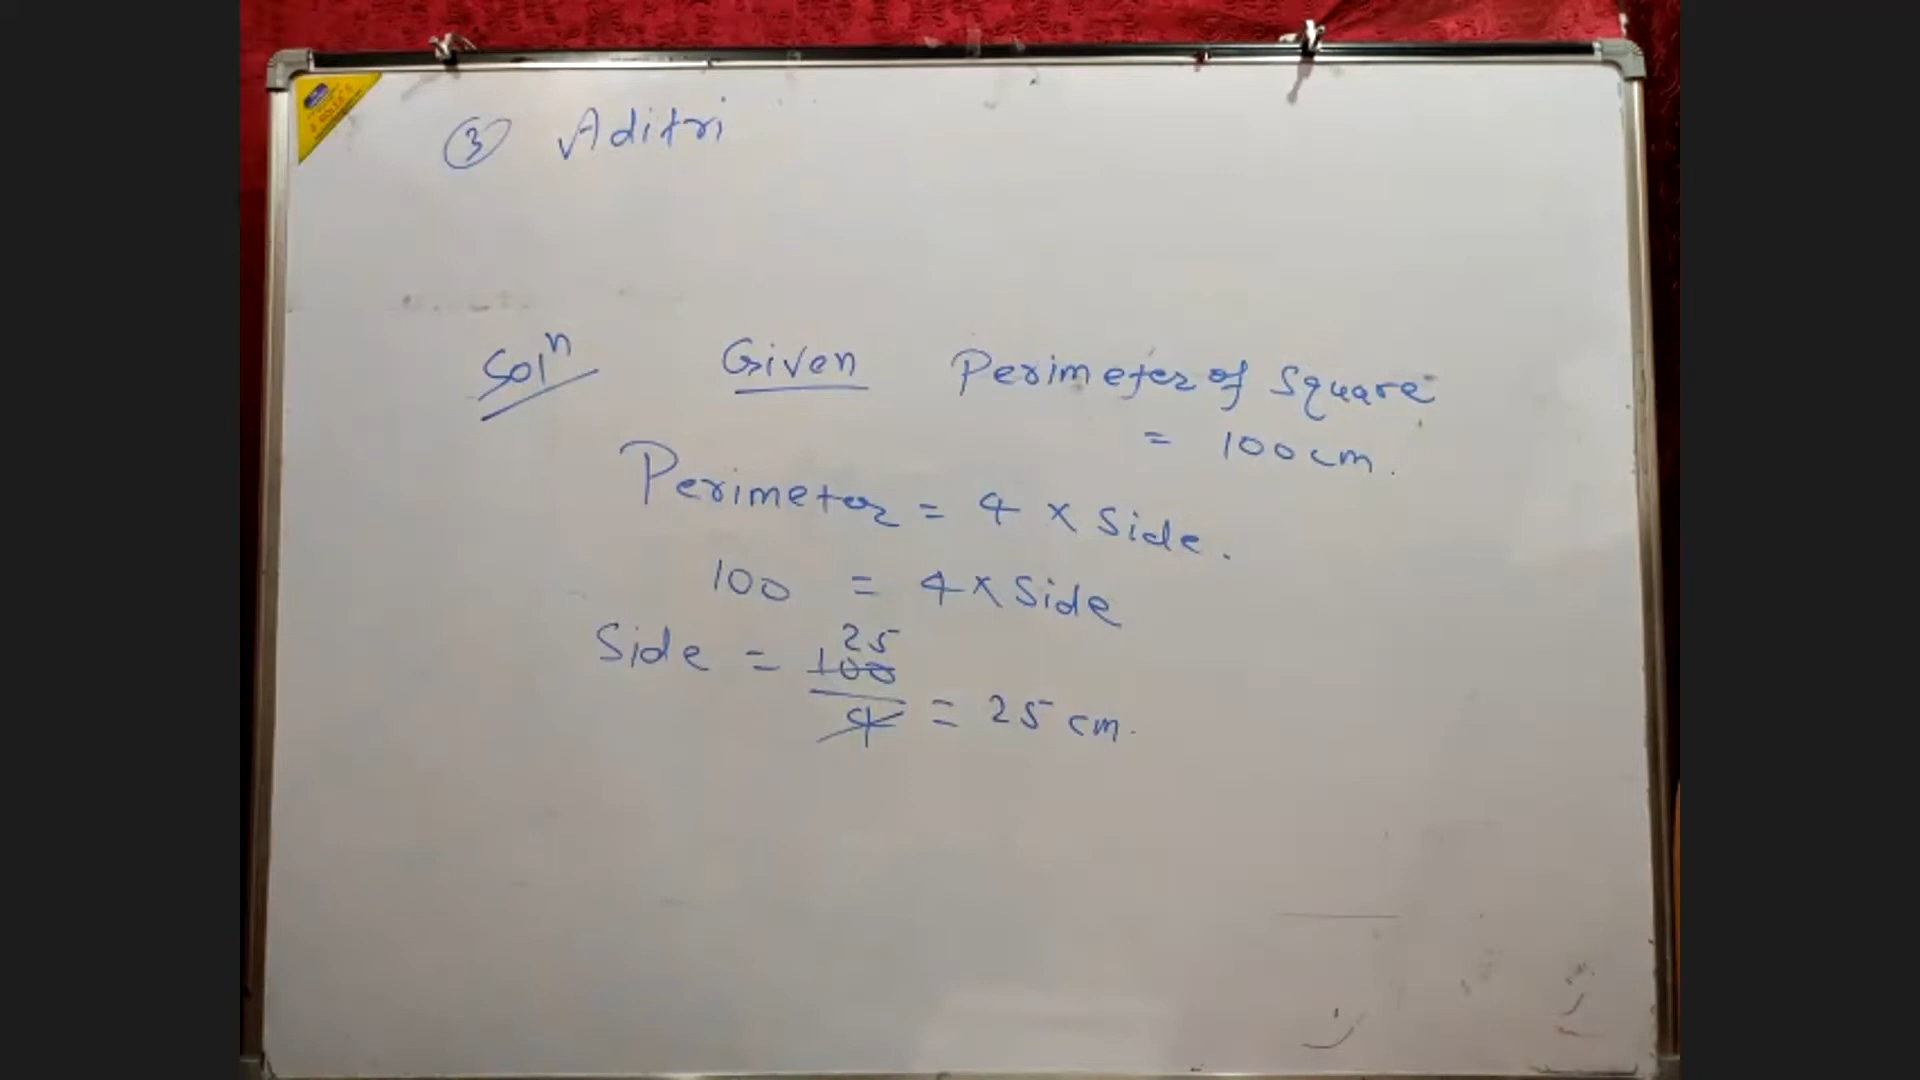 ③ Aditri
Solⁿ Given Perimeter of Square
= 100 cm.
Perimeter = 4 × Side.
100 = 4 × Side
25
Side = 100
4 = 25 cm.